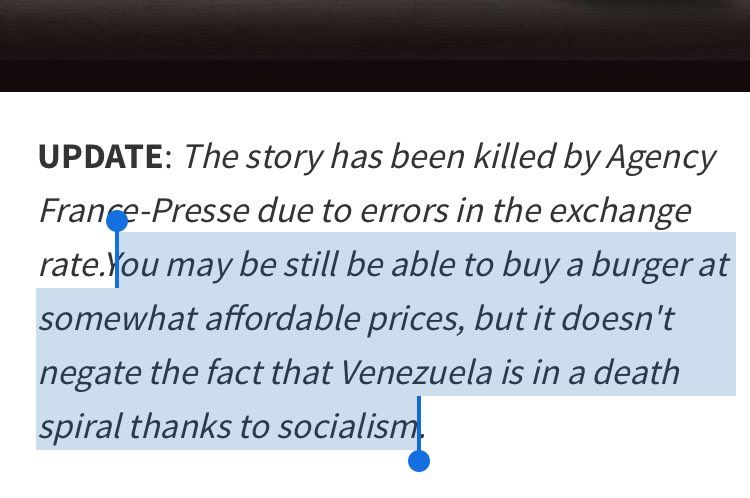 UPDATE: The story has been killed by Agency
France-Presse due to errors in the exchange
rate.You may be still be able to buy a burger at
somewhat affordable prices, but it doesn't
negate the fact that Venezuela is in a death
spiral thanks to socialism.